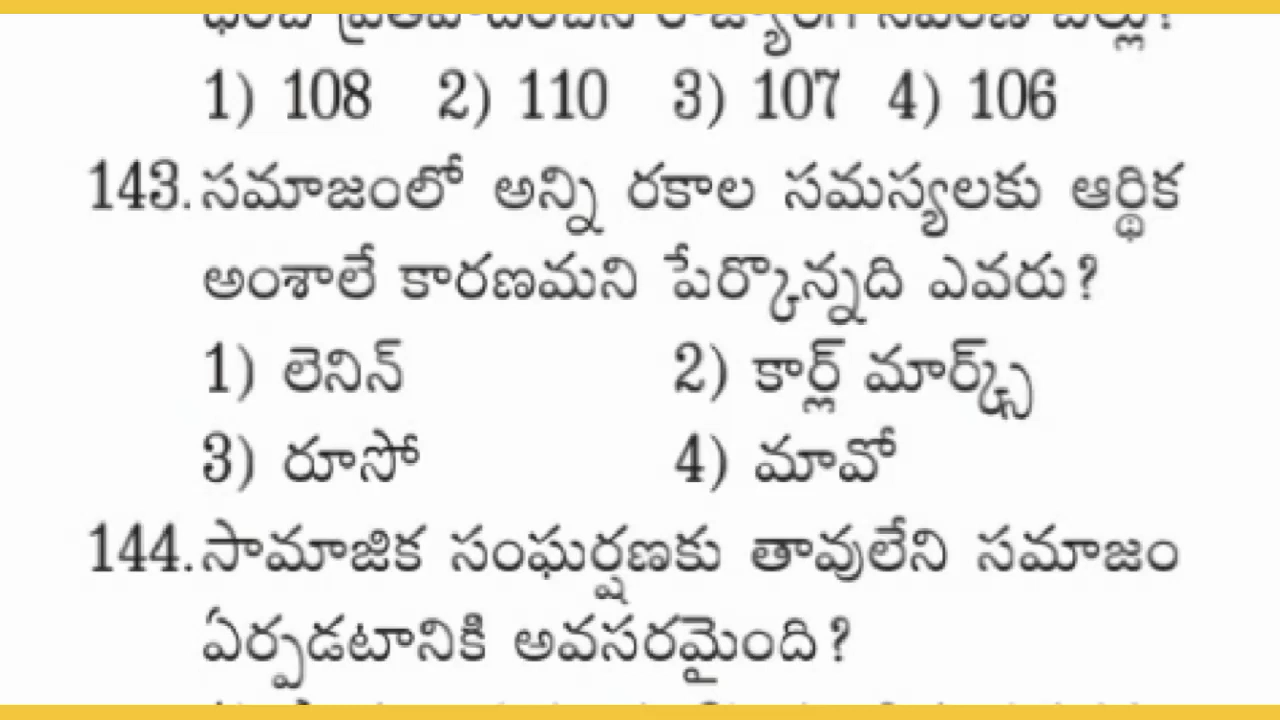 1) 108 2) 110 3) 107 4) 106
143. సమాజంలో అన్ని రకాల సమస్యలకు ఆర్థిక
అంశాలే కారణమని పేర్కొన్నది ఎవరు?
1) లెనిన్ 2) కార్ల్ మార్క్స్
3) రూసో 4) మావో
144. సామాజిక సంఘర్షణకు తావులేని సమాజం
ఏర్పడటానికి అవసరమైంది?